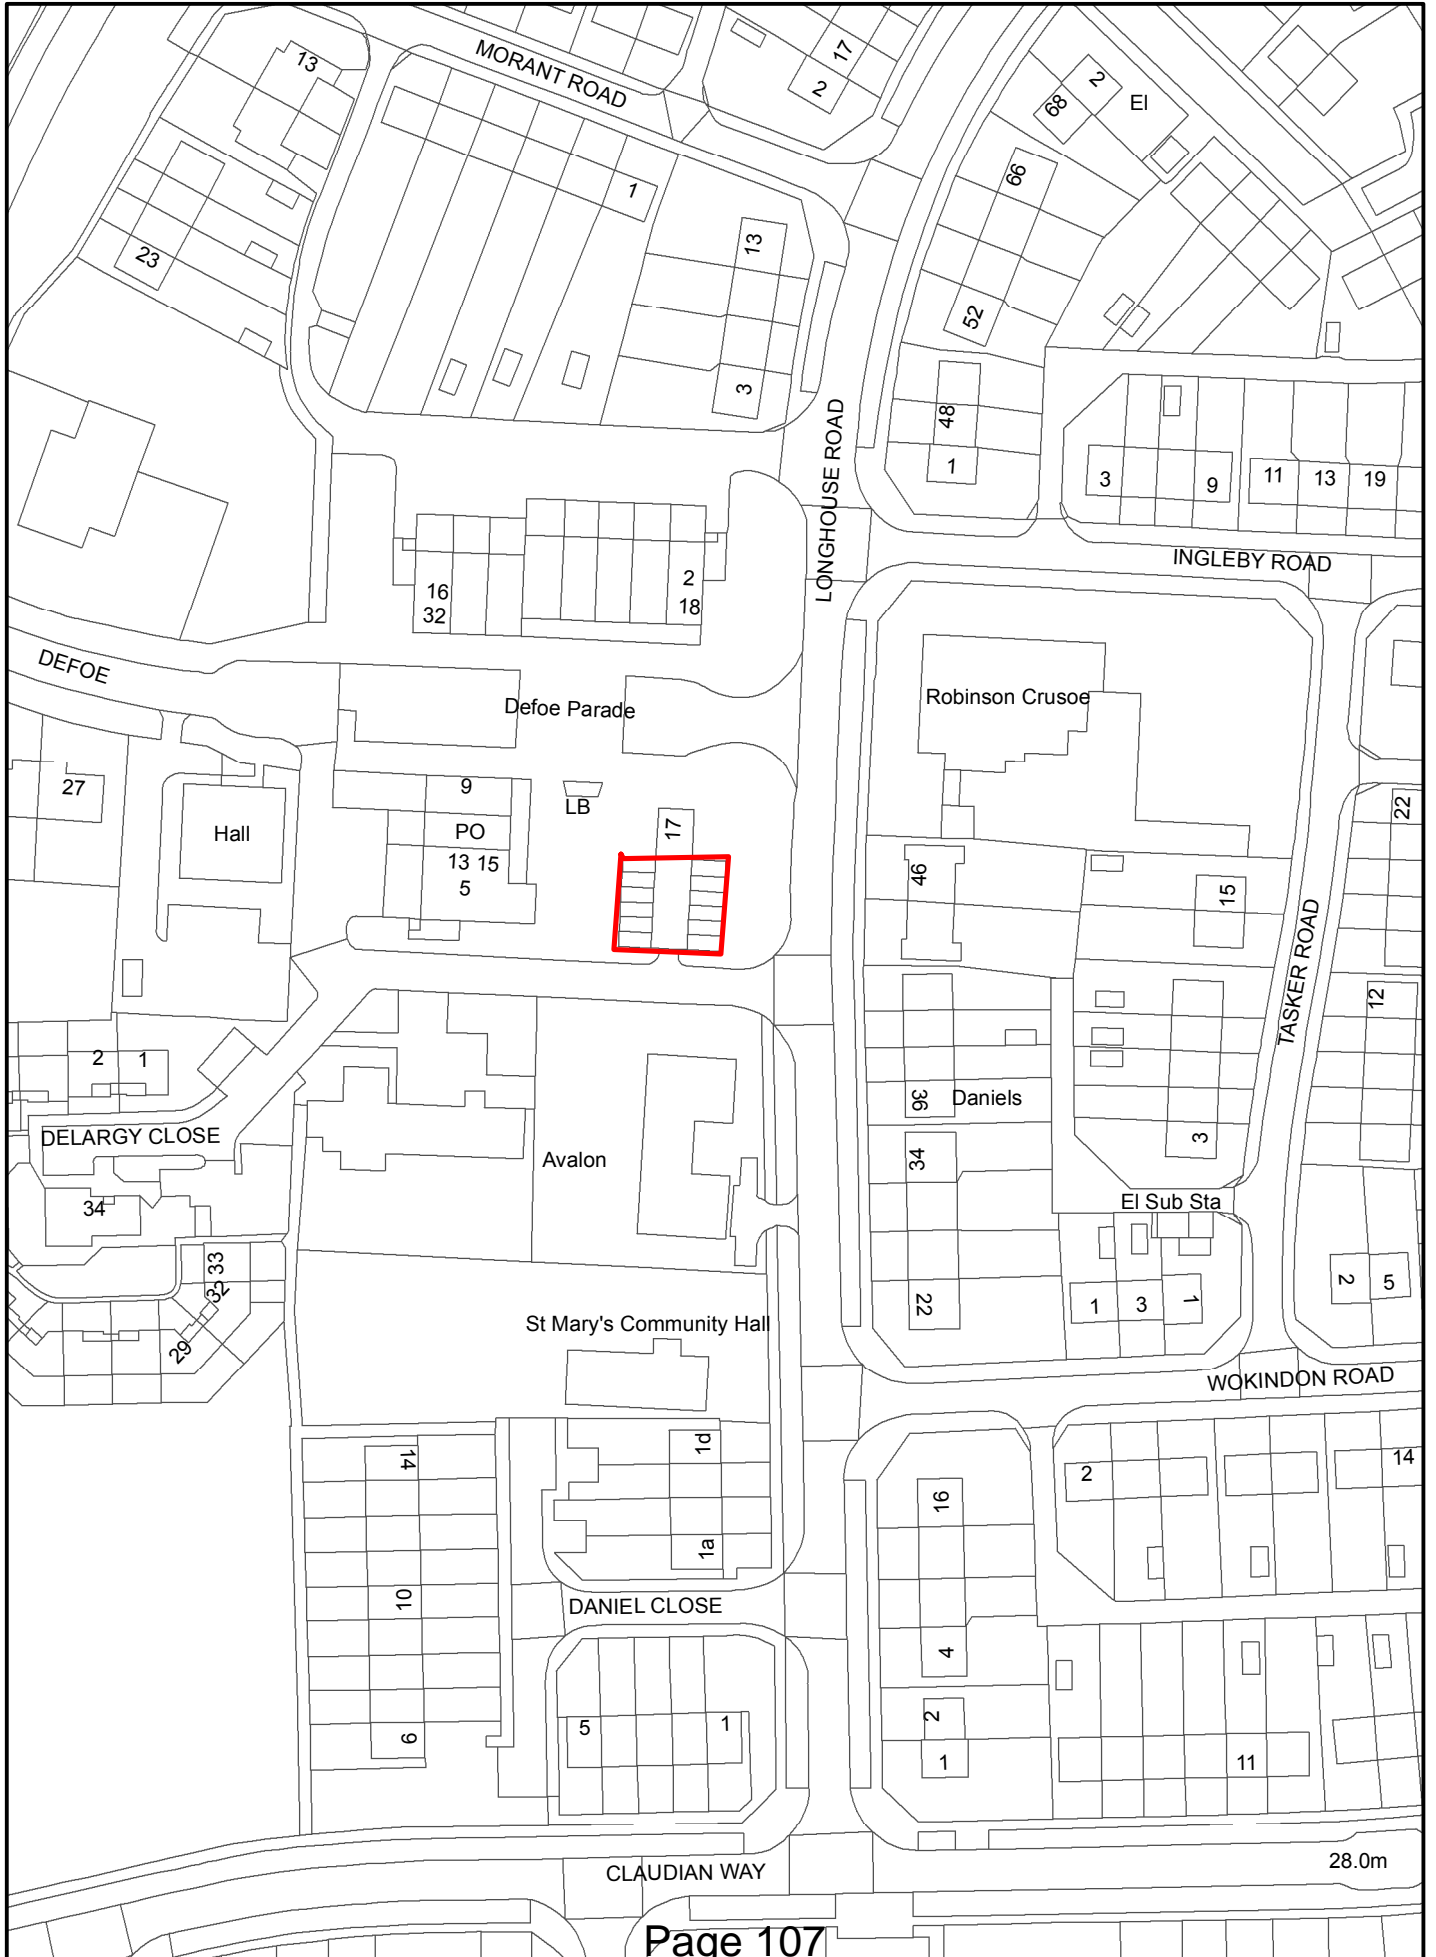 MORANT ROAD
13
17
2
2
68
El
66
1
13
23
52
3
48
1
LONGHOUSE ROAD
3
9
11
13
19
INGLEBY ROAD
16
32
2
18
DEFOE
Defoe Parade
Robinson Crusoe
27
Hall
9
LB
PO
13 15
5
17
46
22
15
TASKER ROAD
12
2
1
DELARGY CLOSE
36
Daniels
Avalon
34
3
34
El Sub Sta
33
32
29
22
1
3
1
2
5
St Mary's Community Hall
WOKINDON ROAD
14
1d
2
14
16
1a
10
DANIEL CLOSE
4
5
1
2
9
1
11
CLAUDIAN WAY
28.0m
Page 107